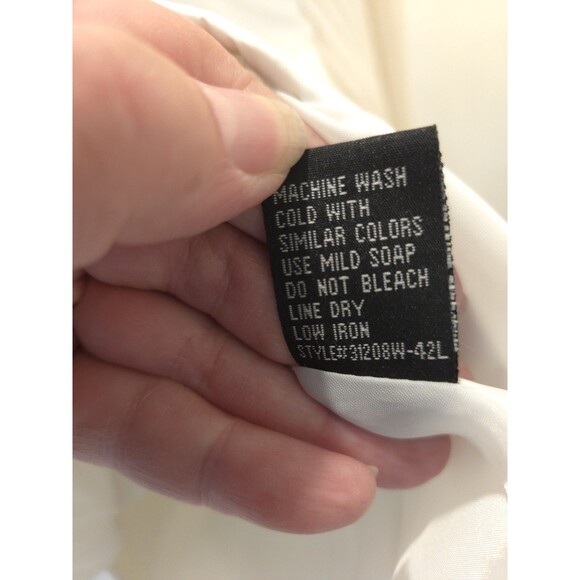 MACHINE WASH
COLD WITH
SIMILAR COLORS
USE MILD SOAP
DO NOT BLEACH
LINE DRY
LOW IRON
STYLE#31208W-42L